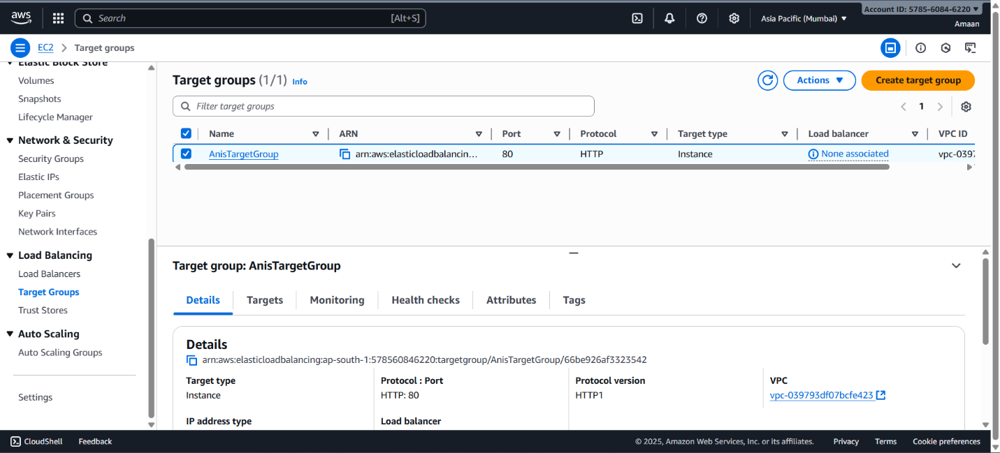 aws
Search [Alt+S]
Asia Pacific (Mumbai)
Account ID: 5785-6084-6220
Amaan
EC2 > Target groups
Elastic Block Store
Volumes
Snapshots
Lifecycle Manager
Network & Security
Security Groups
Elastic IPs
Placement Groups
Key Pairs
Network Interfaces
Load Balancing
Load Balancers
Target Groups
Trust Stores
Auto Scaling
Auto Scaling Groups
Settings
Target groups (1/1) Info
Actions
Create target group
Filter target groups
1
Name ARN Port Protocol Target type Load balancer VPC ID
AnisTargetGroup arn:aws:elasticloadbalancin... 80 HTTP Instance None associated vpc-0397
Target group: AnisTargetGroup
Details Targets Monitoring Health checks Attributes Tags
Details
arn:aws:elasticloadbalancing:ap-south-1:578560846220:targetgroup/AnisTargetGroup/66be926af3323542
Target type Protocol : Port Protocol version VPC
Instance HTTP: 80 HTTP1 vpc-039793df07bcfe423
IP address type Load balancer
CloudShell Feedback © 2025, Amazon Web Services, Inc. or its affiliates. Privacy Terms Cookie preferences